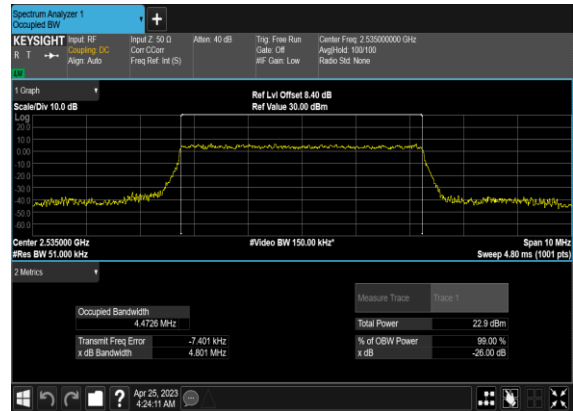 Spectrum Analyzer 1
Occupied BW
KEYSIGHT
R T
LXI
Input: RF
Coupling: DC
Align: Auto
Input Z: 50 Ω
Corr CCorr
Freq Ref: Int (S)
Atten: 40 dB
Trig: Free Run
Gate: Off
#IF Gain: Low
Center Freq: 2.535000000 GHz
Avg|Hold: 100/100
Radio Std: None
1 Graph
Scale/Div 10.0 dB
Ref Lvl Offset 8.40 dB
Ref Value 30.00 dBm
Log
20.0
10.0
0.00
-10.0
-20.0
-30.0
-40.0
-50.0
-60.0
Center 2.535000 GHz
#Res BW 51.000 kHz
#Video BW 150.00 kHz*
Span 10 MHz
Sweep 4.80 ms (1001 pts)
2 Metrics
Measure Trace Trace 1
Occupied Bandwidth
4.4726 MHz
Total Power 22.9 dBm
Transmit Freq Error -7.401 kHz
% of OBW Power 99.00 %
x dB Bandwidth 4.801 MHz
x dB -26.00 dB
?
Apr 25, 2023
4:24:11 AM